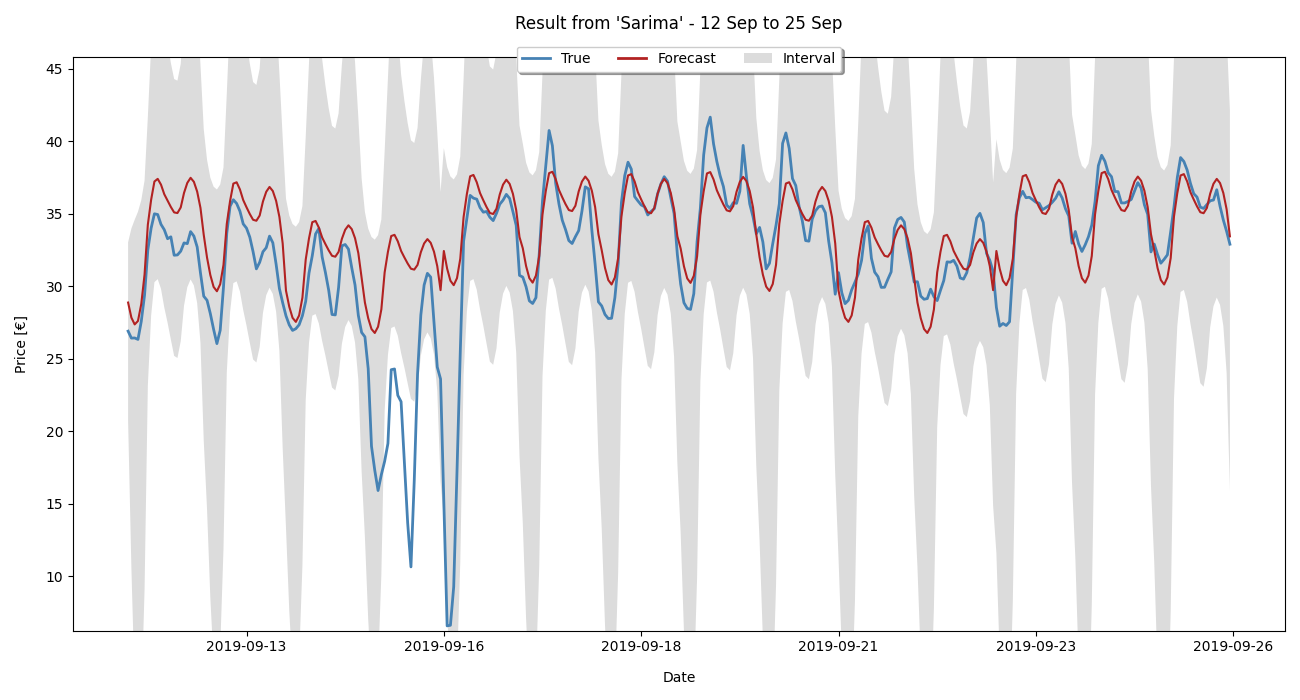 Result from 'Sarima' - 12 Sep to 25 Sep
True Forecast Interval
45
40
35
30
25
20
15
10
Price [€]
2019-09-13 2019-09-16 2019-09-18 2019-09-21 2019-09-23 2019-09-26
Date